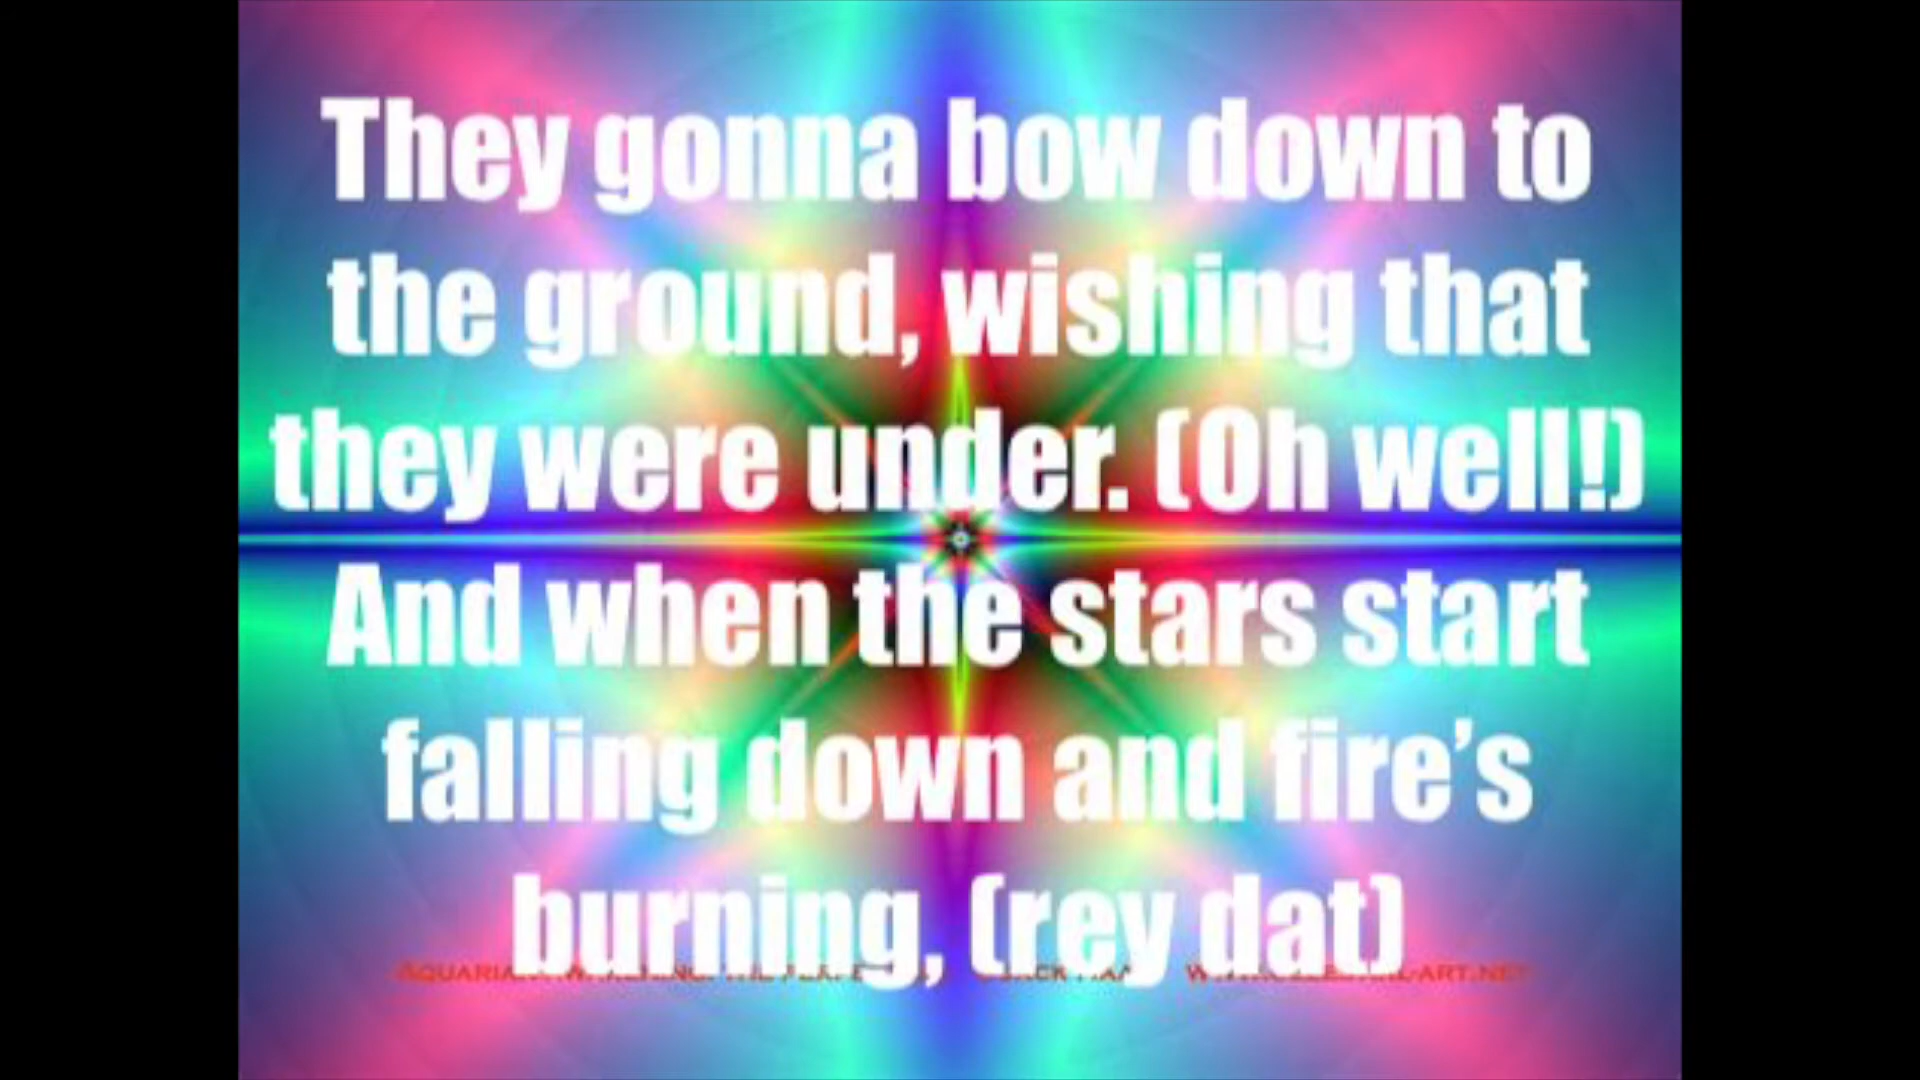 They gonna bow down to
the ground, wishing that
they were under. (Oh well!)
And when the stars start
falling down and fire’s
burning, (rey dat)